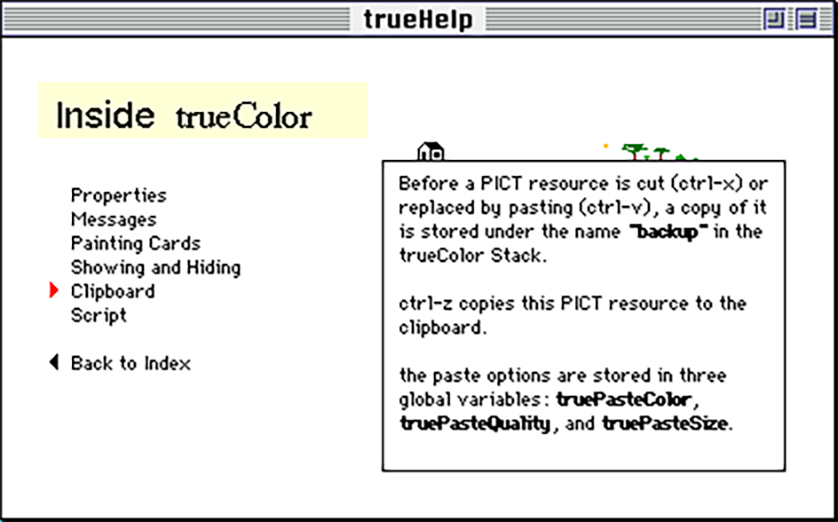 trueHelp
Inside trueColor
Properties
Messages
Painting Cards
Showing and Hiding
Clipboard
Script
Back to Index
Before a PICT resource is cut (ctrl-x) or
replaced by pasting (ctrl-v), a copy of it
is stored under the name "backup" in the
trueColor Stack.
ctrl-z copies this PICT resource to the
clipboard.
the paste options are stored in three
global variables: truePasteColor,
truePasteQuality, and truePasteSize.